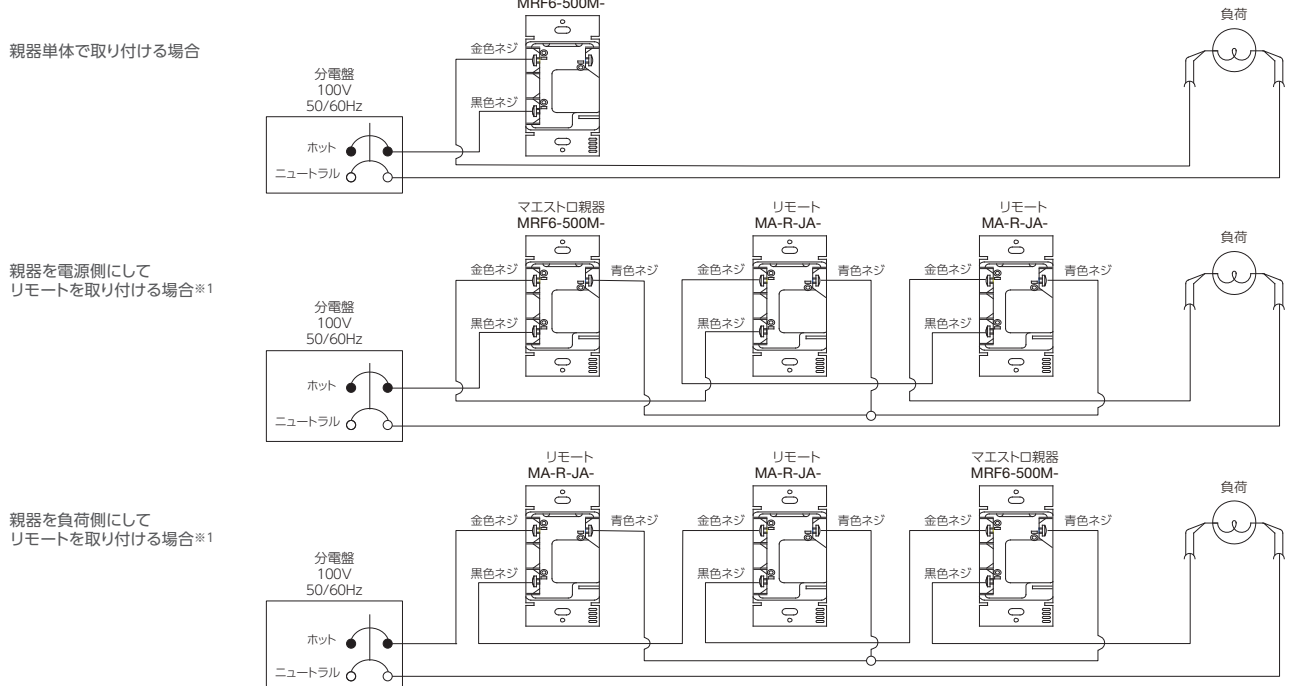 MRF6-500M-
負荷
親器単体で取り付ける場合
金色ネジ
分電盤
100V
50/60Hz
黒色ネジ
ホット
ニュートラル
マエストロ親器
MRF6-500M-
リモート
MA-R-JA-
リモート
MA-R-JA-
負荷
親器を電源側にして
リモートを取り付ける場合※1
金色ネジ
青色ネジ
金色ネジ
青色ネジ
金色ネジ
青色ネジ
分電盤
100V
50/60Hz
黒色ネジ
黒色ネジ
黒色ネジ
ホット
ニュートラル
リモート
MA-R-JA-
リモート
MA-R-JA-
マエストロ親器
MRF6-500M-
負荷
親器を負荷側にして
リモートを取り付ける場合※1
金色ネジ
青色ネジ
金色ネジ
青色ネジ
金色ネジ
青色ネジ
分電盤
100V
50/60Hz
黒色ネジ
黒色ネジ
黒色ネジ
ホット
ニュートラル